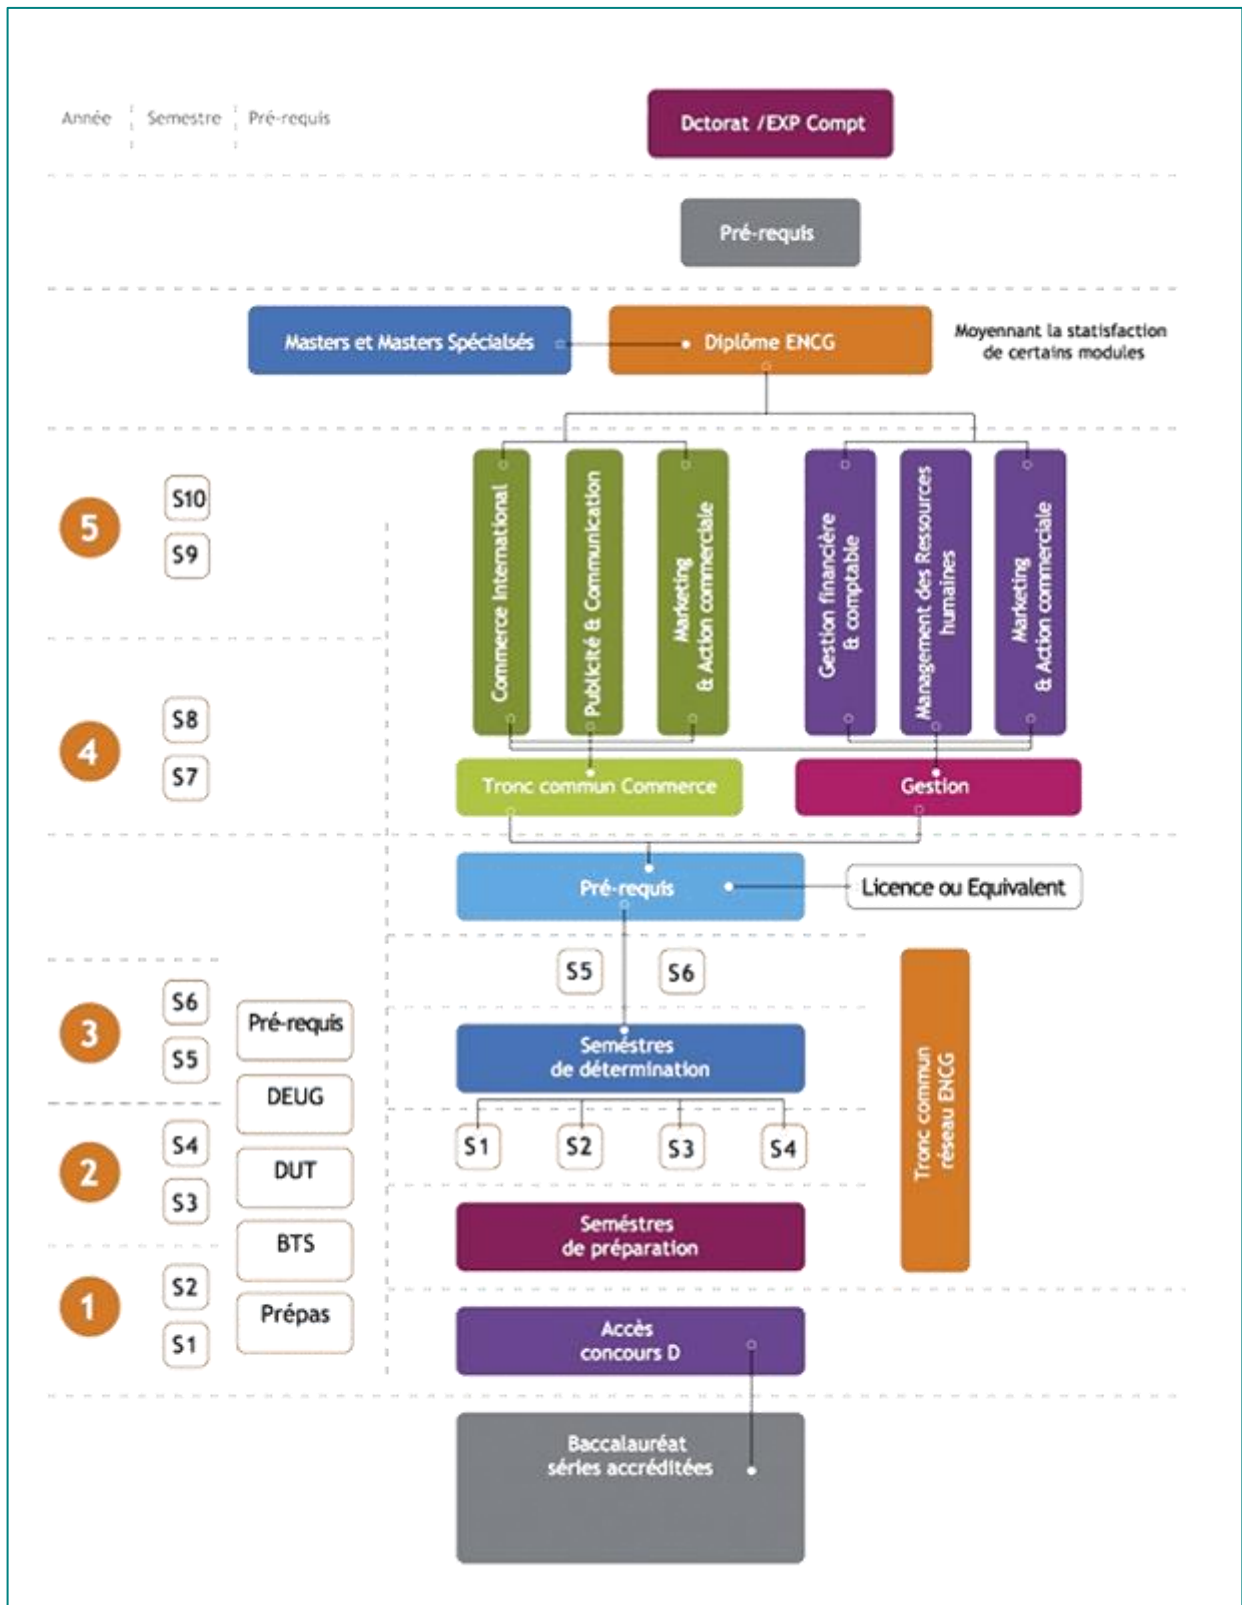 Année
Semestre
Pré-requis
Dctorat /EXP Compt
Pré-requis
Masters et Masters Spécialsés
Diplôme ENCG
Moyennant la statisfaction
de certains modules
5
S10
S9
Commerce International
Publicité & Communication
Marketing
& Action commerciale
Gestion financière
& comptable
Management des Ressources
humaines
Marketing
& Action commerciale
4
S8
S7
Tronc commun Commerce
Gestion
Pré-requis
Licence ou Equivalent
S5
S6
3
S6
S5
Pré-requis
Seméstres
de détermination
Tronc commun
réseau ENCG
DEUG
2
S4
S3
DUT
S1
S2
S3
S4
BTS
Seméstres
de préparation
1
S2
S1
Prépas
Accès
concours D
Baccalauréat
séries accréditées